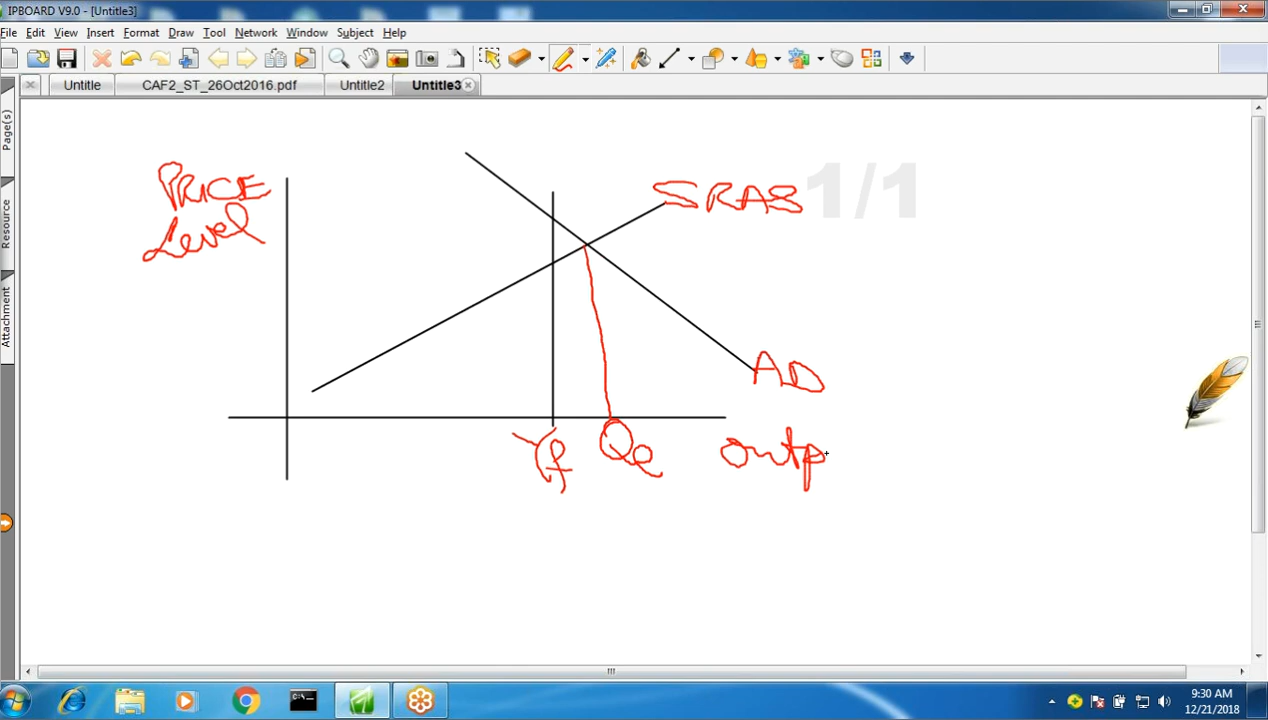 IPBOARD V9.0 - [Untitle3]
File Edit View Insert Format Draw Tool Network Window Subject Help
Untitle CAF2_ST_26Oct2016.pdf Untitle2 Untitle3
Page(s)
Resource
Attachment
1/1
PRICE
Level
SRAS
AD
Yf Qe outp
9:30 AM
12/21/2018